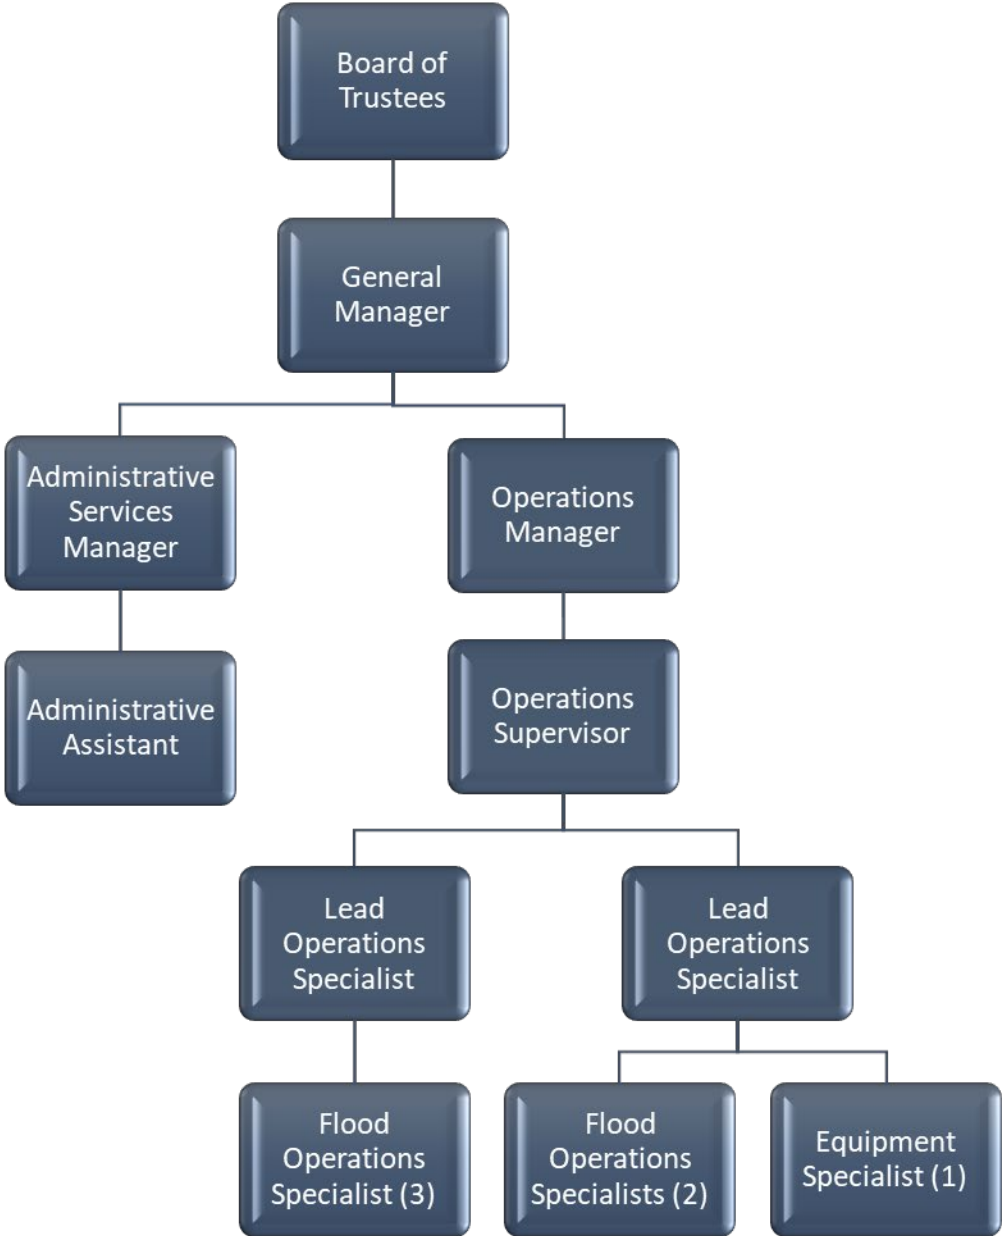 Board of
Trustees
General
Manager
Administrative
Services
Manager
Operations
Manager
Administrative
Assistant
Operations
Supervisor
Lead
Operations
Specialist
Lead
Operations
Specialist
Flood
Operations
Specialist (3)
Flood
Operations
Specialists (2)
Equipment
Specialist (1)